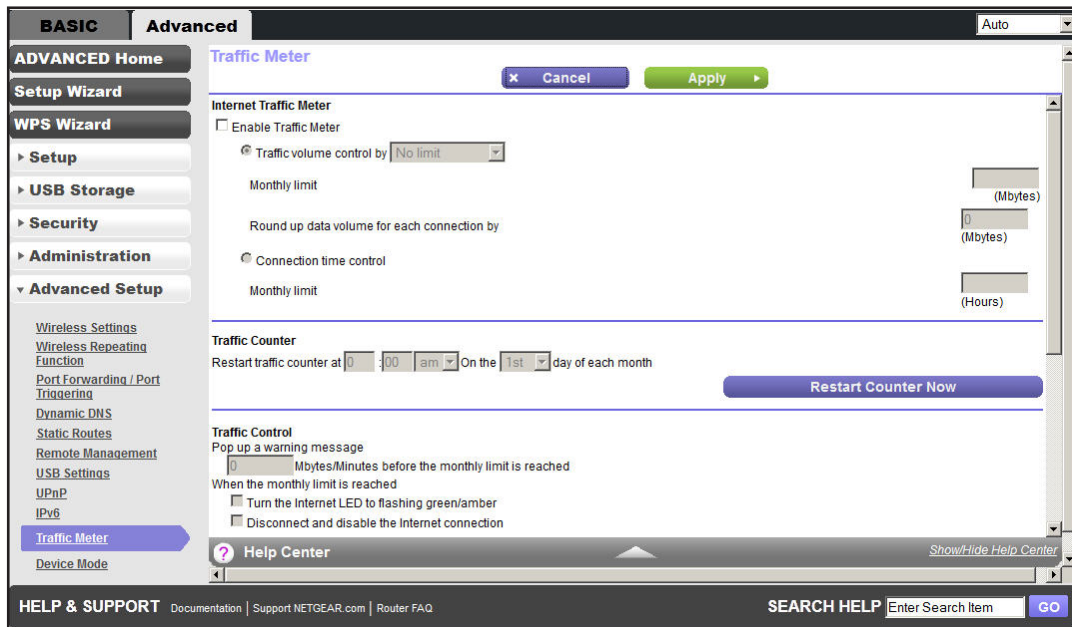 BASIC
Advanced
Auto
ADVANCED Home
Setup Wizard
WPS Wizard
Setup
USB Storage
Security
Administration
Advanced Setup
Wireless Settings
Wireless Repeating
Function
Port Forwarding / Port
Triggering
Dynamic DNS
Static Routes
Remote Management
USB Settings
UPnP
IPv6
Traffic Meter
Device Mode
Traffic Meter
Cancel
Apply
Internet Traffic Meter
Enable Traffic Meter
Traffic volume control by No limit
Monthly limit
(Mbytes)
Round up data volume for each connection by 0
(Mbytes)
Connection time control
Monthly limit
(Hours)
Traffic Counter
Restart traffic counter at 0 :00 am On the 1st day of each month
Restart Counter Now
Traffic Control
Pop up a warning message
0 Mbytes/Minutes before the monthly limit is reached
When the monthly limit is reached
Turn the Internet LED to flashing green/amber
Disconnect and disable the Internet connection
? Help Center
Show/Hide Help Center
HELP & SUPPORT Documentation | Support NETGEAR.com | Router FAQ
SEARCH HELP Enter Search Item GO